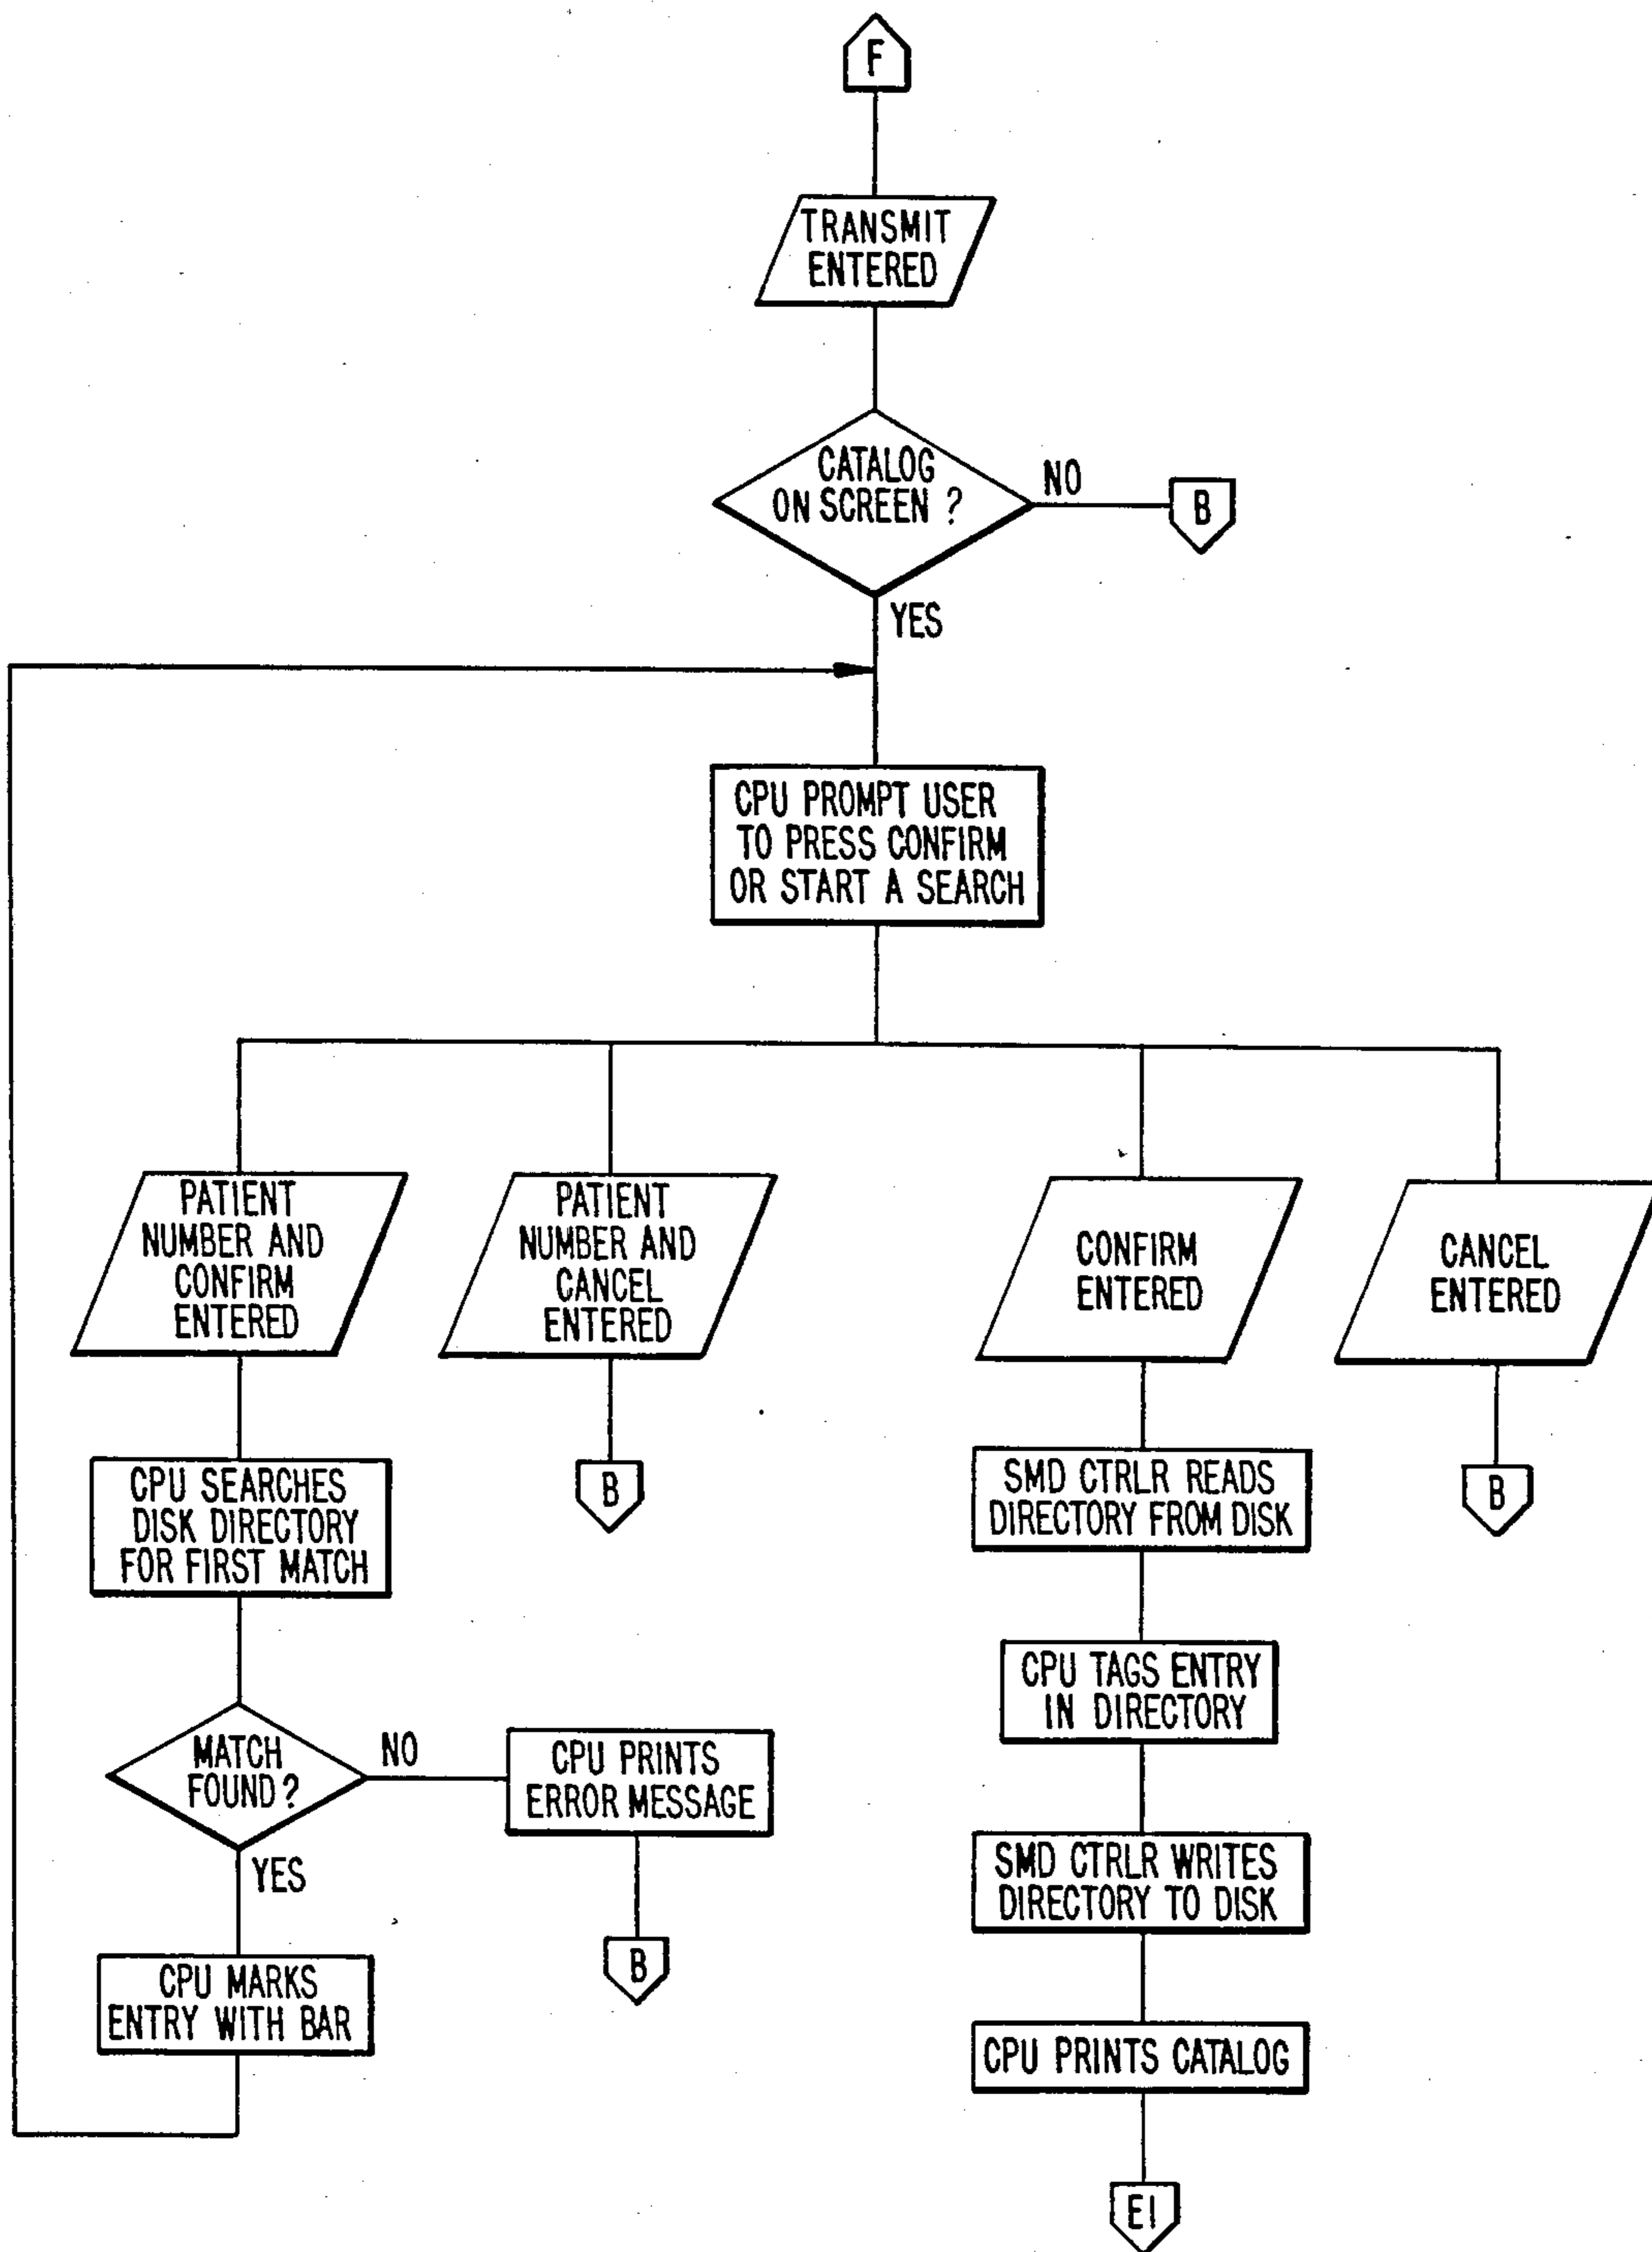 F
TRANSMIT
ENTERED
CATALOG
ON SCREEN ?
NO
B
YES
CPU PROMPT USER
TO PRESS CONFIRM
OR START A SEARCH
PATIENT
NUMBER AND
CONFIRM
ENTERED
PATIENT
NUMBER AND
CANCEL
ENTERED
CONFIRM
ENTERED
CANCEL
ENTERED
CPU SEARCHES
DISK DIRECTORY
FOR FIRST MATCH
B
SMD CTRLR READS
DIRECTORY FROM DISK
B
CPU TAGS ENTRY
IN DIRECTORY
MATCH
FOUND ?
NO
CPU PRINTS
ERROR MESSAGE
YES
SMD CTRLR WRITES
DIRECTORY TO DISK
CPU MARKS
ENTRY WITH BAR
B
CPU PRINTS CATALOG
E1